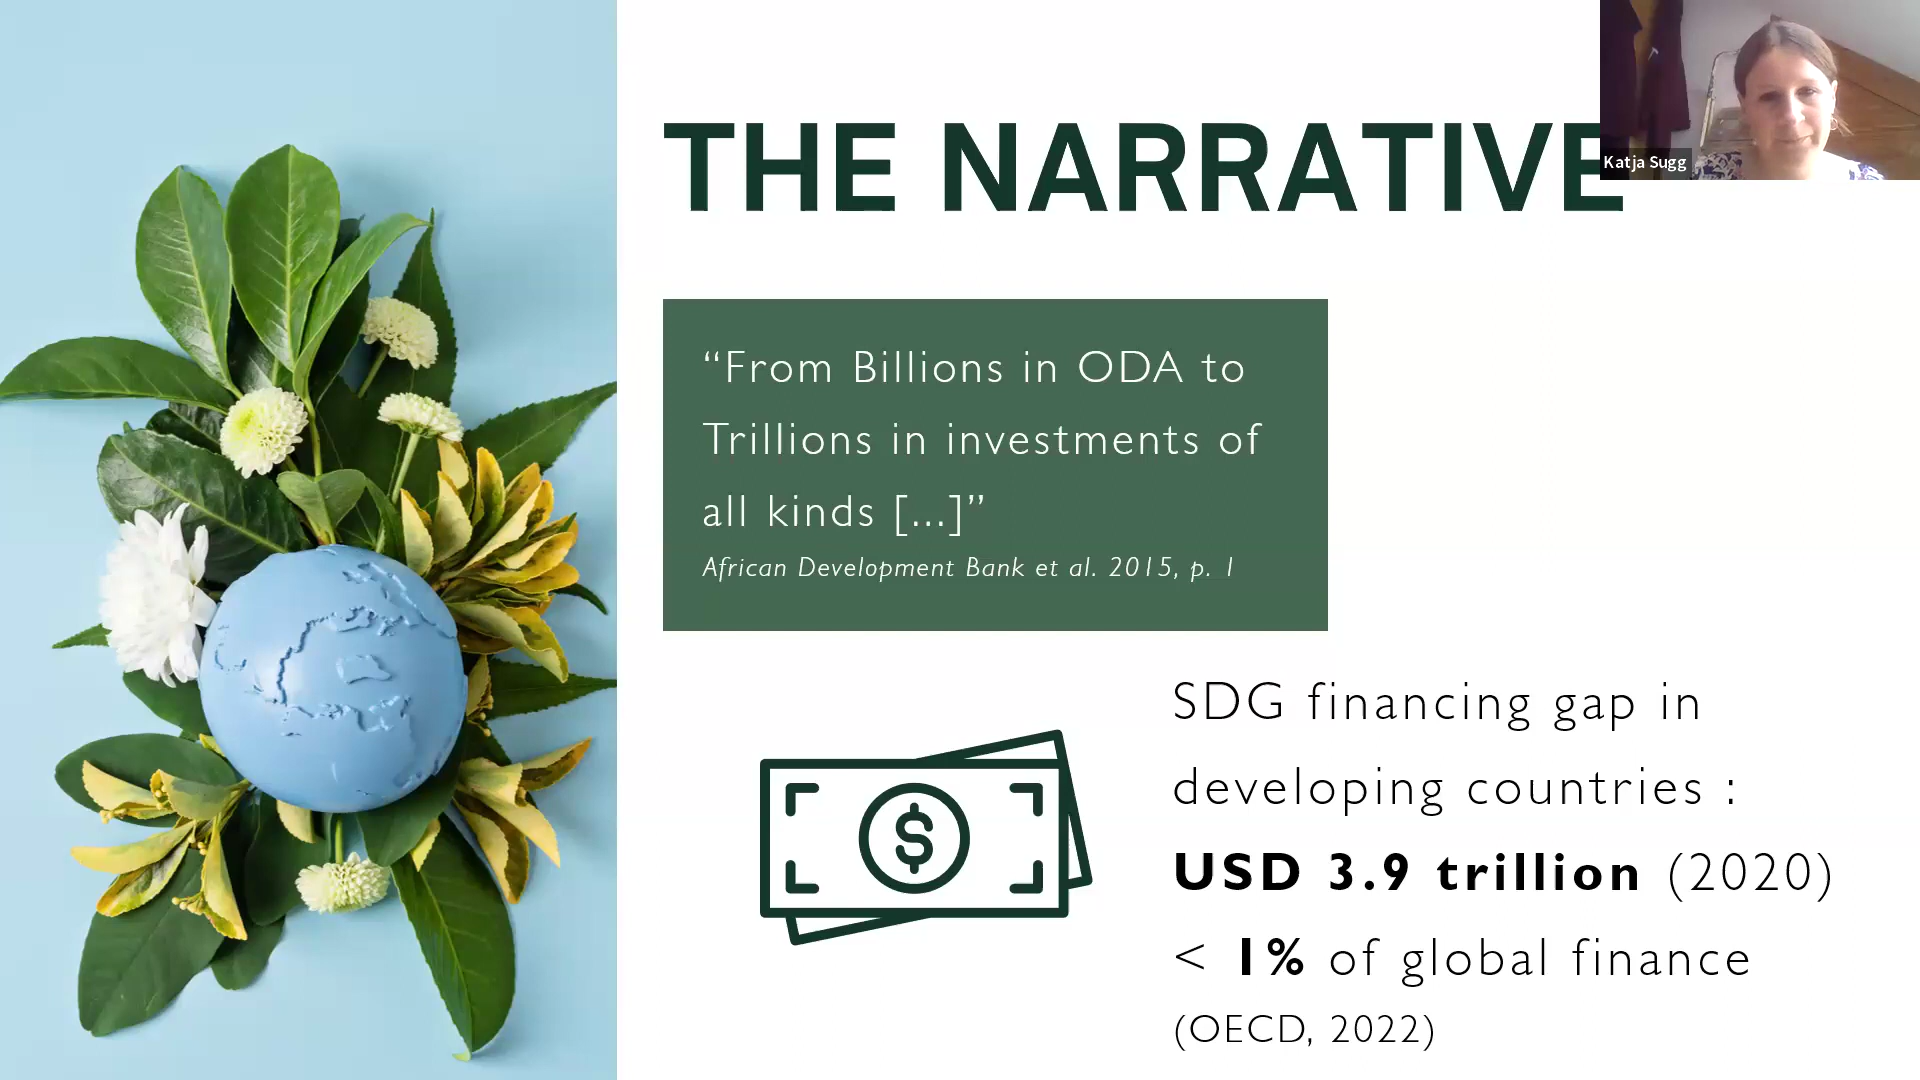 THE NARRATIVE
Katja Sugg
“From Billions in ODA to
Trillions in investments of
all kinds [...]”
African Development Bank et al. 2015, p. 1
SDG financing gap in
developing countries :
USD 3.9 trillion (2020)
< 1% of global finance
(OECD, 2022)
$